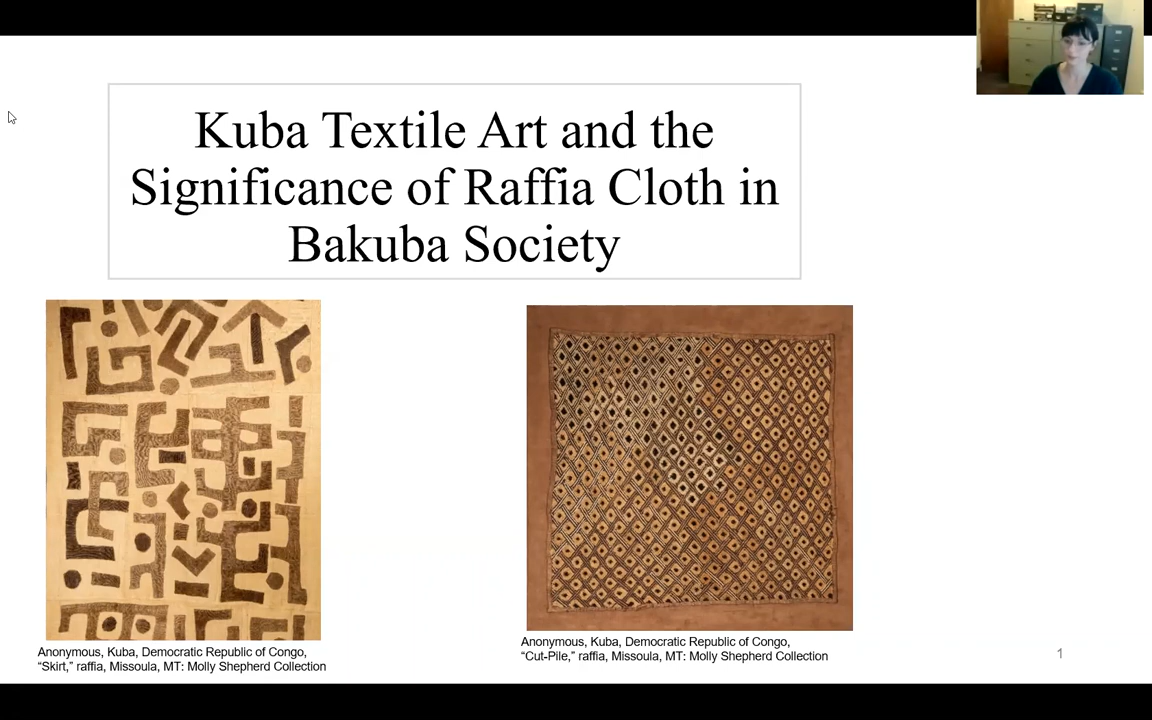 Kuba Textile Art and the
Significance of Raffia Cloth in
Bakuba Society
Anonymous, Kuba, Democratic Republic of Congo,
“Skirt,” raffia, Missoula, MT: Molly Shepherd Collection
Anonymous, Kuba, Democratic Republic of Congo,
“Cut-Pile,” raffia, Missoula, MT: Molly Shepherd Collection
1